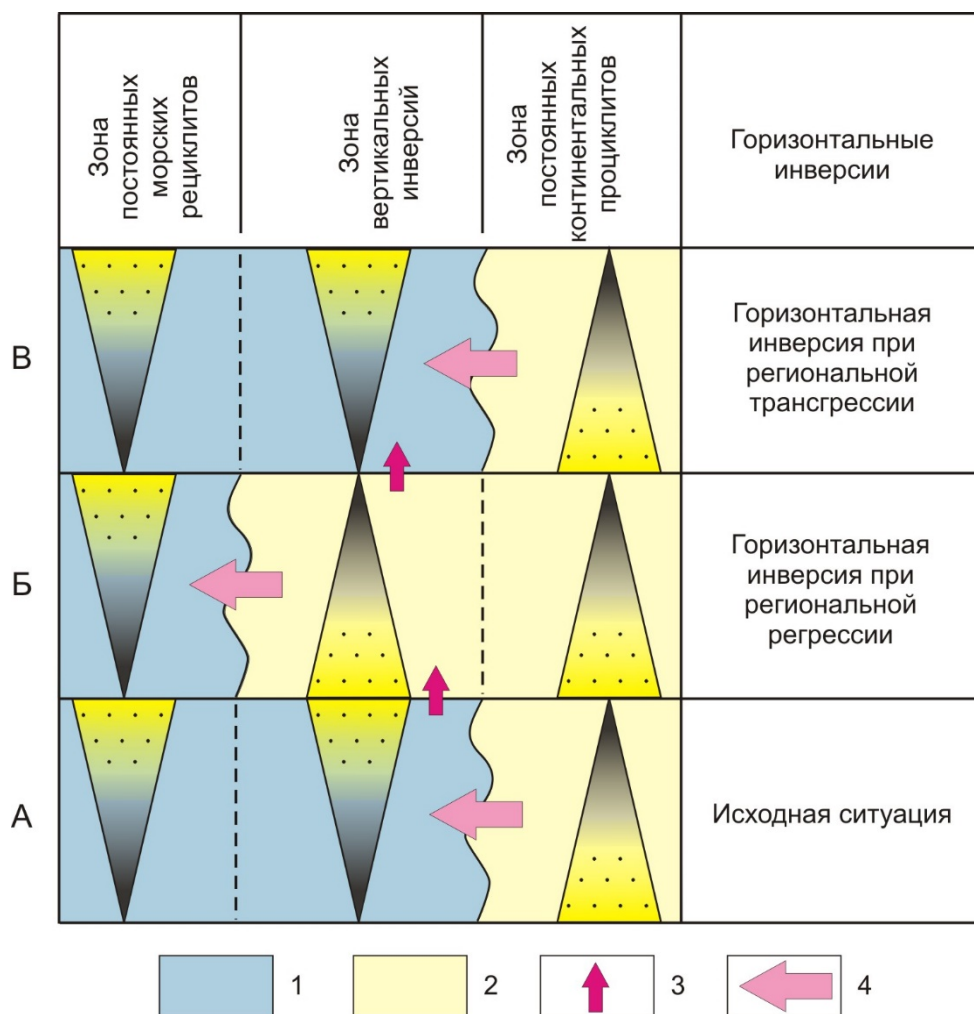 Зона
постоянных
морских
рециклитов
Зона
вертикальных
инверсий
Зона
постоянных
континентальных
проциклитов
Горизонтальные
инверсии
В
Горизонтальная
инверсия при
региональной
трансгрессии
Б
Горизонтальная
инверсия при
региональной
регрессии
А
Исходная ситуация
1
2
3
4